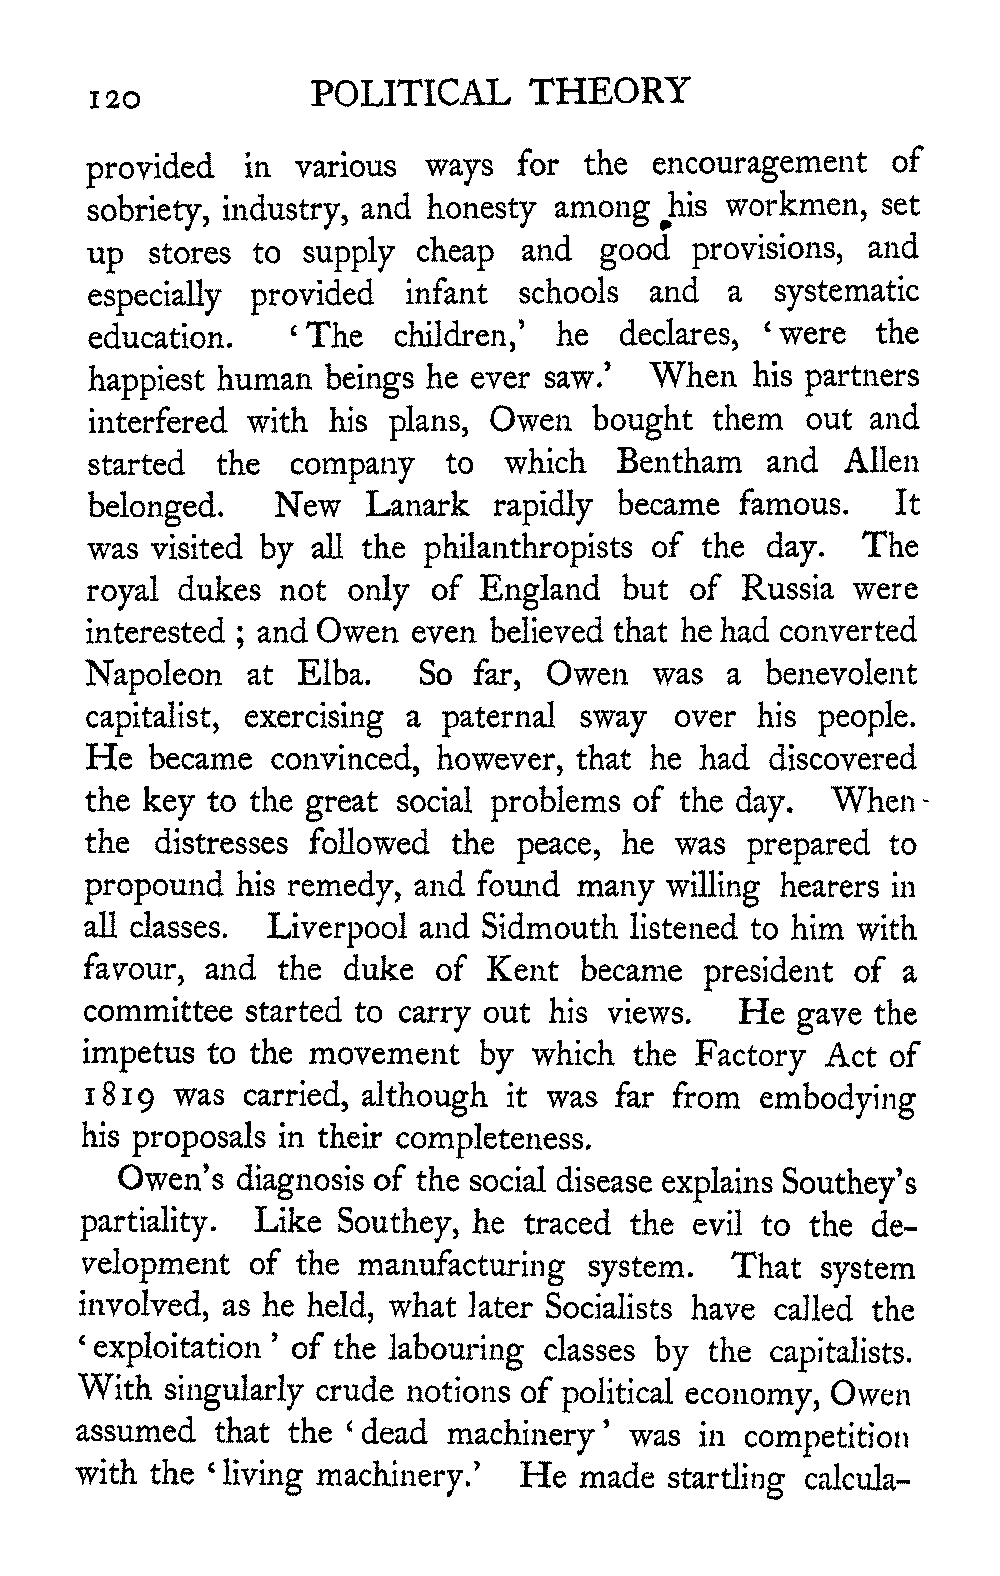 120 POLITICAL THEORY
provided in various ways for the encouragement of
sobriety, industry, and honesty among his workmen, set
up stores to supply cheap and good provisions, and
especially provided infant schools and a systematic
education. ‘The children,’ he declares, ‘were the
happiest human beings he ever saw.’ When his partners
interfered with his plans, Owen bought them out and
started the company to which Bentham and Allen
belonged. New Lanark rapidly became famous. It
was visited by all the philanthropists of the day. The
royal dukes not only of England but of Russia were
interested ; and Owen even believed that he had converted
Napoleon at Elba. So far, Owen was a benevolent
capitalist, exercising a paternal sway over his people.
He became convinced, however, that he had discovered
the key to the great social problems of the day. When
the distresses followed the peace, he was prepared to
propound his remedy, and found many willing hearers in
all classes. Liverpool and Sidmouth listened to him with
favour, and the duke of Kent became president of a
committee started to carry out his views. He gave the
impetus to the movement by which the Factory Act of
1819 was carried, although it was far from embodying
his proposals in their completeness.
Owen's diagnosis of the social disease explains Southey's
partiality. Like Southey, he traced the evil to the de-
velopment of the manufacturing system. That system
involved, as he held, what later Socialists have called the
‘exploitation’ of the labouring classes by the capitalists.
With singularly crude notions of political economy, Owen
assumed that the ‘dead machinery’ was in competition
with the ‘living machinery.’ He made startling calcula-